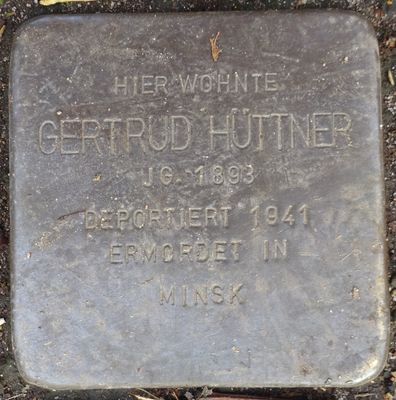 HIER WOHNTE
GERTRUD HÜTTNER
JG. 1893
DEPORTIERT 1941
ERMORDET IN
MINSK